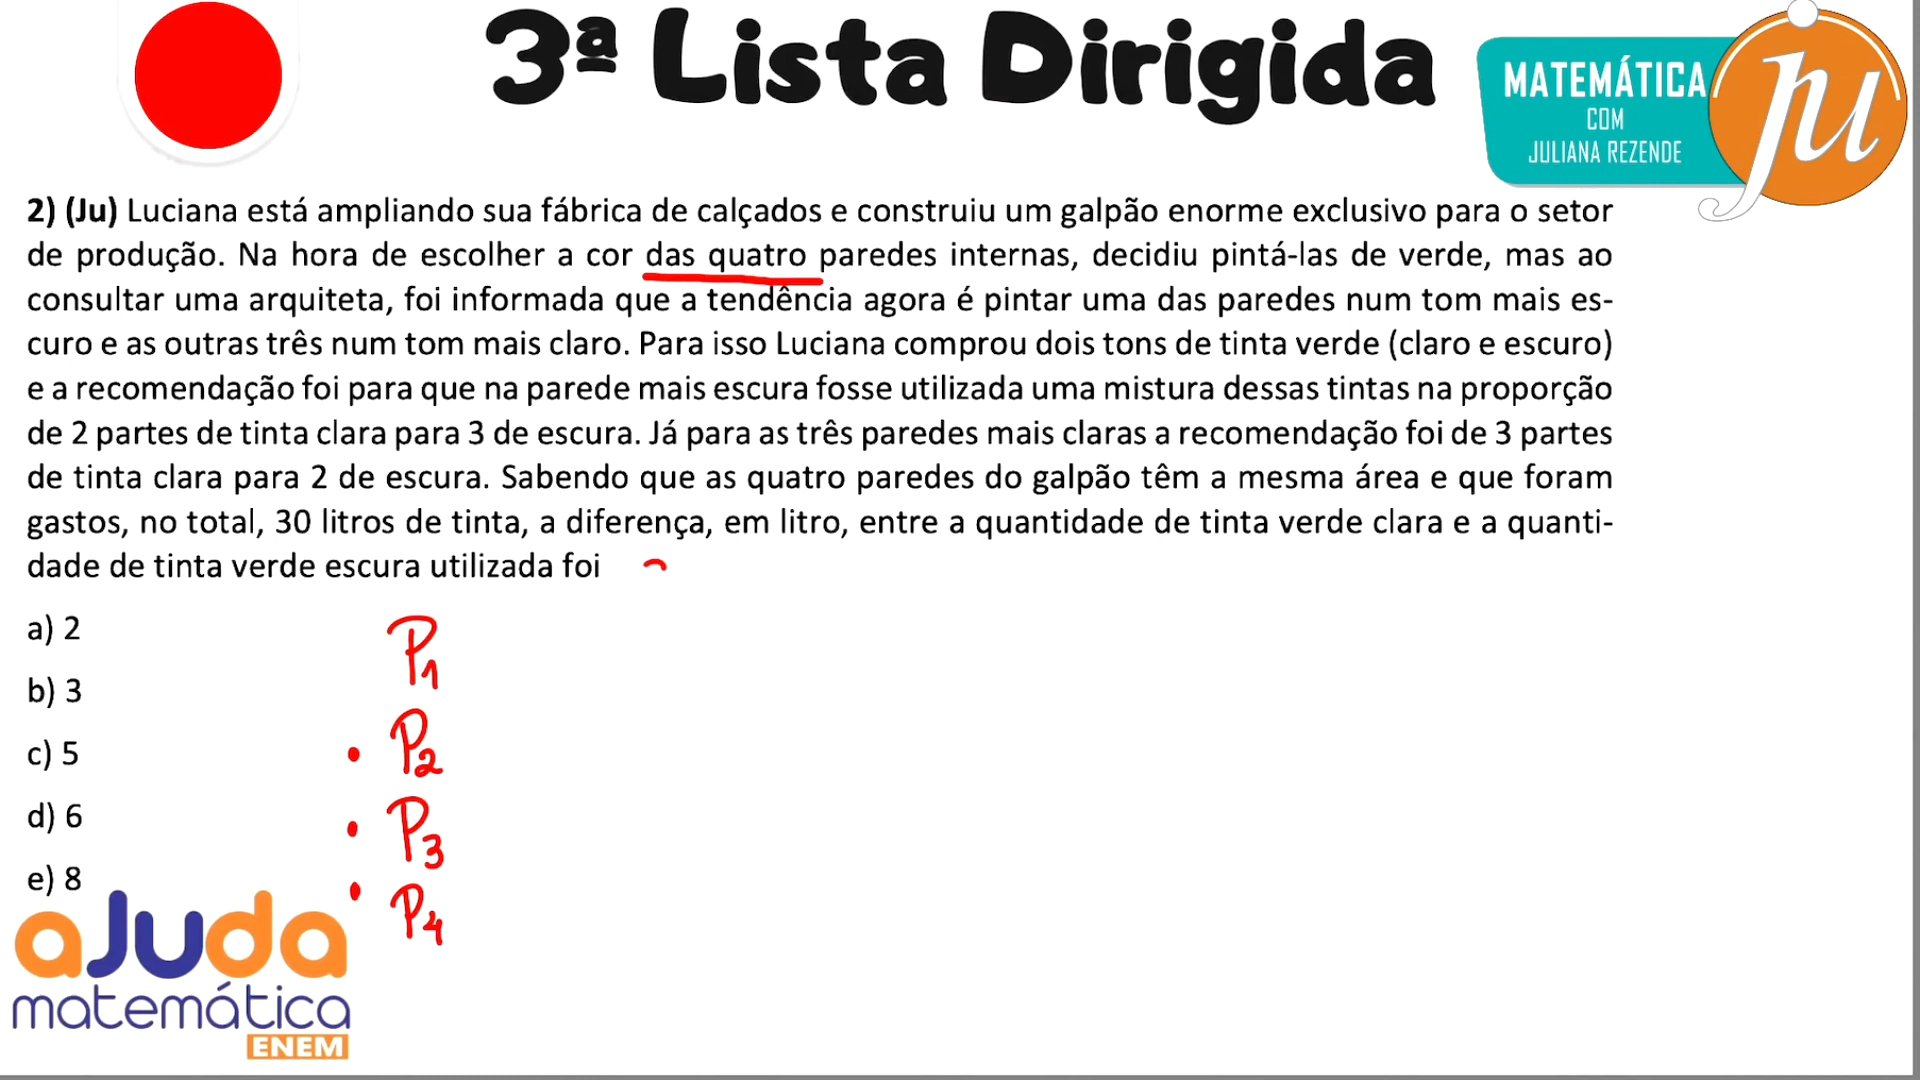 3ª Lista Dirigida
MATEMÁTICA
COM
JULIANA REZENDE
ju
2) (Ju) Luciana está ampliando sua fábrica de calçados e construiu um galpão enorme exclusivo para o setor
de produção. Na hora de escolher a cor das quatro paredes internas, decidiu pintá-las de verde, mas ao
consultar uma arquiteta, foi informada que a tendência agora é pintar uma das paredes num tom mais es-
curo e as outras três num tom mais claro. Para isso Luciana comprou dois tons de tinta verde (claro e escuro)
e a recomendação foi para que na parede mais escura fosse utilizada uma mistura dessas tintas na proporção
de 2 partes de tinta clara para 3 de escura. Já para as três paredes mais claras a recomendação foi de 3 partes
de tinta clara para 2 de escura. Sabendo que as quatro paredes do galpão têm a mesma área e que foram
gastos, no total, 30 litros de tinta, a diferença, em litro, entre a quantidade de tinta verde clara e a quanti-
dade de tinta verde escura utilizada foi
a) 2
b) 3
c) 5
d) 6
e) 8
P1
• P2
• P3
• P4
aJuda
matemática
ENEM